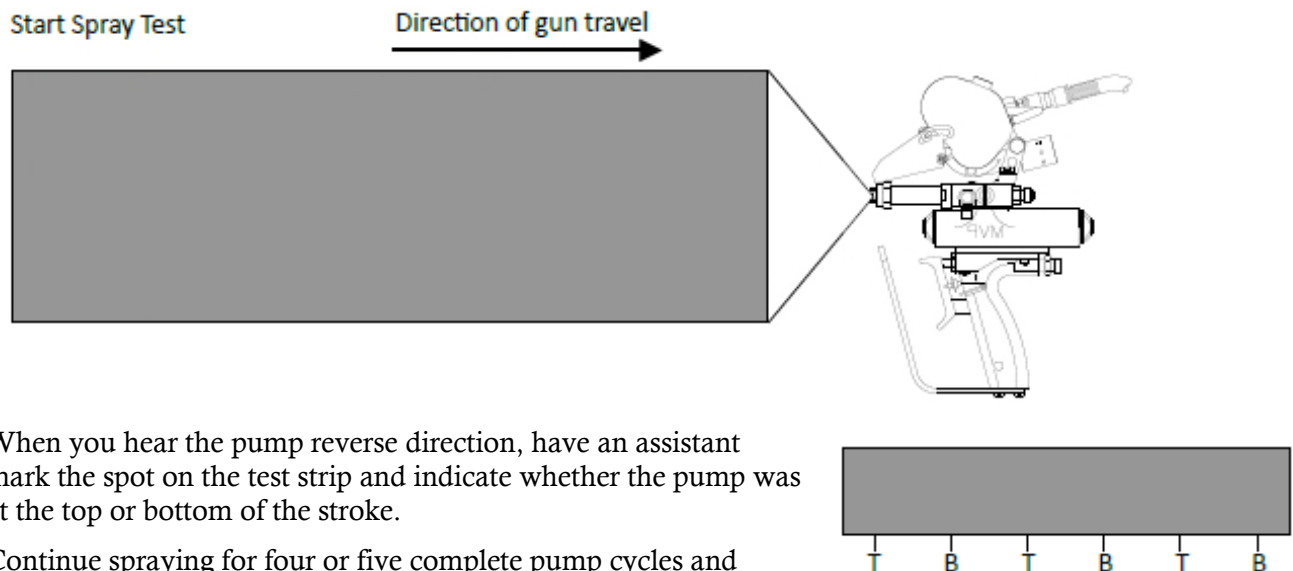 Start Spray Test
Direction of gun travel
MVP
When you hear the pump reverse direction, have an assistant
mark the spot on the test strip and indicate whether the pump was
t the top or bottom of the stroke.
Continue spraying for four or five complete pump cycles and
T B T B T B